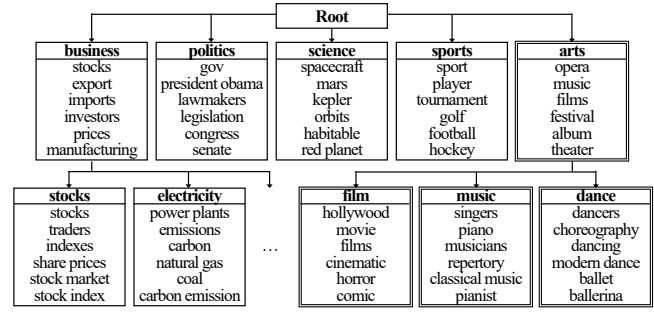 Root
business
stocks
export
imports
investors
prices
manufacturing
politics
gov
president obama
lawmakers
legislation
congress
senate
science
spacecraft
mars
kepler
orbits
habitable
red planet
sports
sport
player
tournament
golf
football
hockey
arts
opera
music
films
festival
album
theater
stocks
stocks
traders
indexes
share prices
stock market
stock index
electricity
power plants
emissions
carbon
natural gas
coal
carbon emission
...
film
hollywood
movie
films
cinematic
horror
comic
music
singers
piano
musicians
repertory
classical music
pianist
dance
dancers
choreography
dancing
modern dance
ballet
ballerina